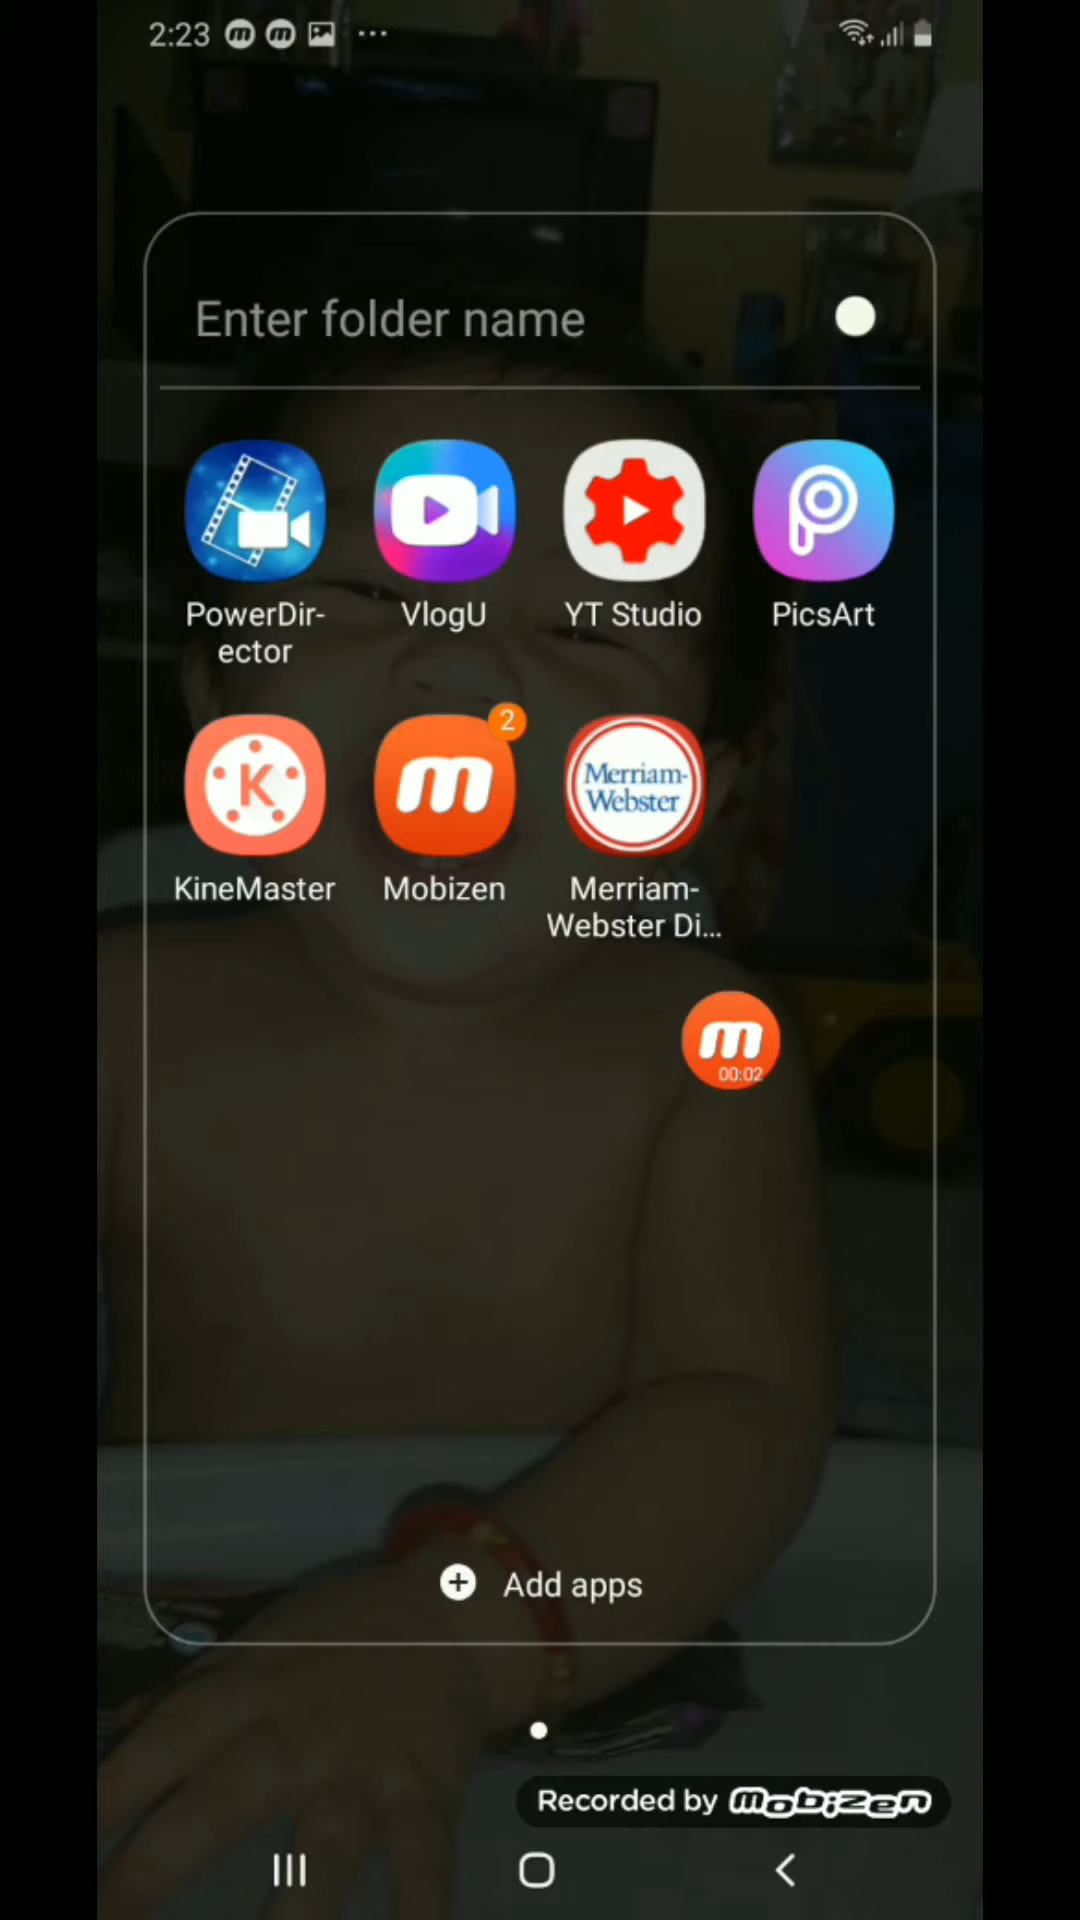 2:23
Enter folder name
PowerDir-
ector
VlogU
YT Studio
PicsArt
K
m
2
Merriam-
Webster
KineMaster
Mobizen
Merriam-
Webster Di...
m
00:02
Add apps
Recorded by mobizen